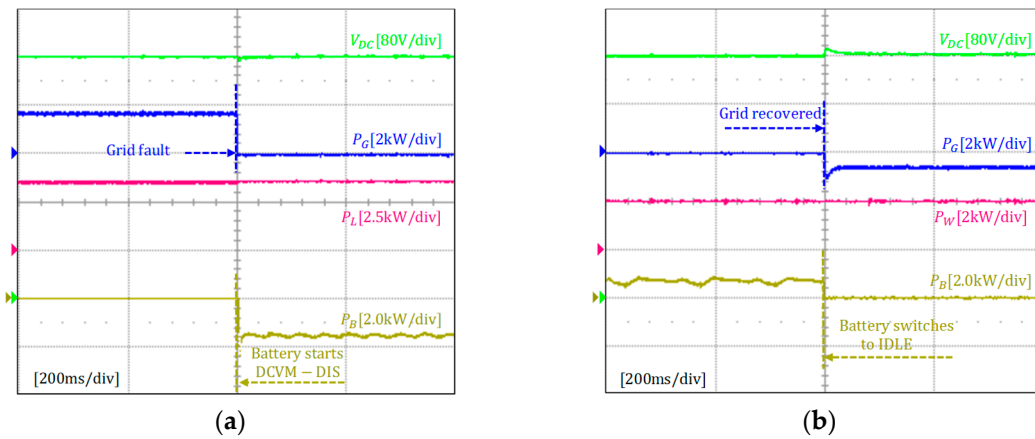 V_DC[80V/div]
Grid fault
P_G[2kW/div]
P_L[2.5kW/div]
P_B[2.0kW/div]
Battery starts
DCVM − DIS
[200ms/div]
(a)
V_DC[80V/div]
Grid recovered
P_G[2kW/div]
P_W[2kW/div]
P_B[2.0kW/div]
Battery switches
to IDLE
[200ms/div]
(b)